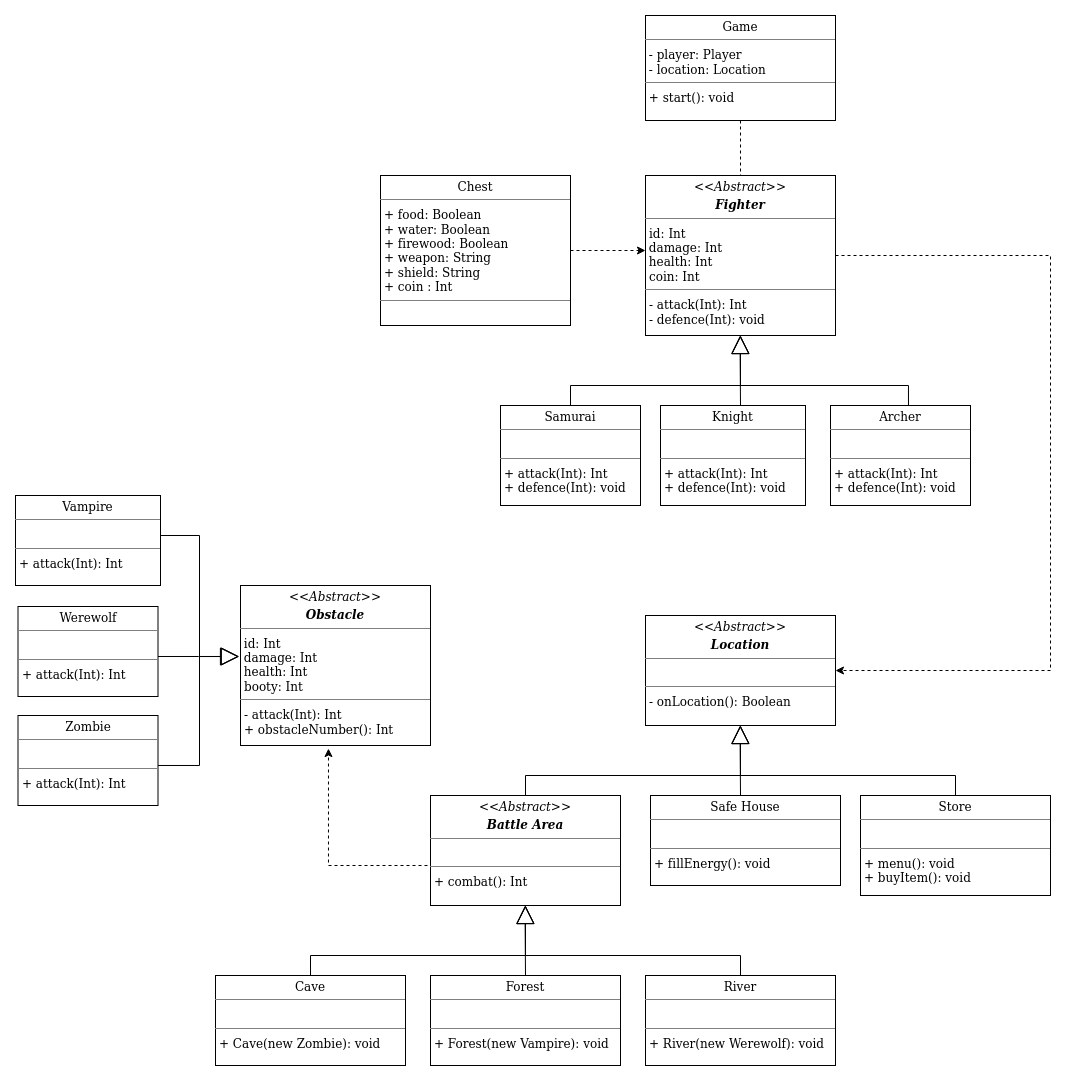 Game
- player: Player
- location: Location
+ start(): void
Chest
+ food: Boolean
+ water: Boolean
+ firewood: Boolean
+ weapon: String
+ shield: String
+ coin : Int
<<Abstract>>
Fighter
id: Int
damage: Int
health: Int
coin: Int
- attack(Int): Int
- defence(Int): void
Samurai
+ attack(Int): Int
+ defence(Int): void
Knight
+ attack(Int): Int
+ defence(Int): void
Archer
+ attack(Int): Int
+ defence(Int): void
Vampire
+ attack(Int): Int
Werewolf
+ attack(Int): Int
Zombie
+ attack(Int): Int
<<Abstract>>
Obstacle
id: Int
damage: Int
health: Int
booty: Int
- attack(Int): Int
+ obstacleNumber(): Int
<<Abstract>>
Location
- onLocation(): Boolean
<<Abstract>>
Battle Area
+ combat(): Int
Safe House
+ fillEnergy(): void
Store
+ menu(): void
+ buyItem(): void
Cave
+ Cave(new Zombie): void
Forest
+ Forest(new Vampire): void
River
+ River(new Werewolf): void